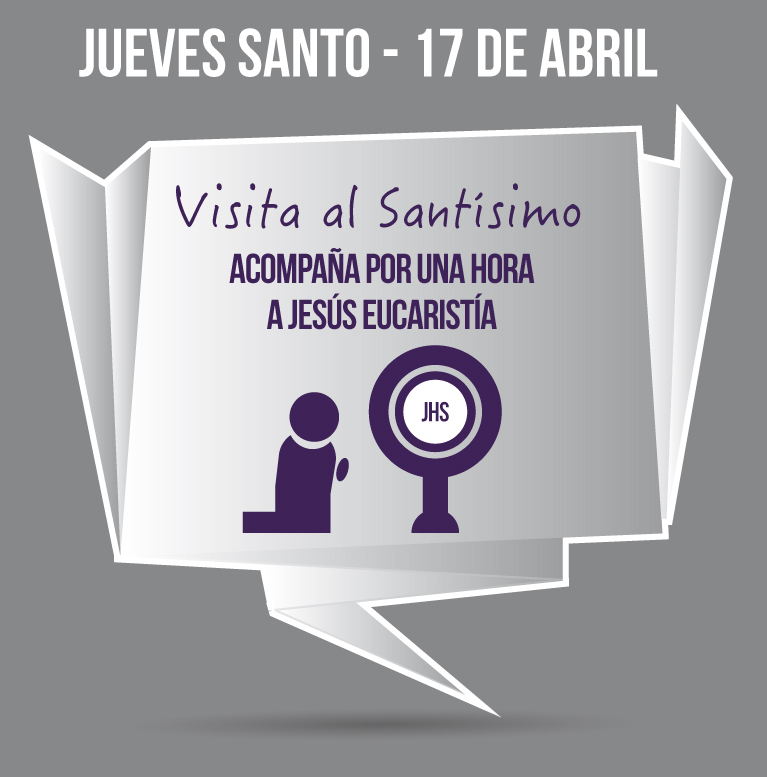 JUEVES SANTO - 17 DE ABRIL
Visita al Santísimo
ACOMPAÑA POR UNA HORA
A JESÚS EUCARISTÍA
JHS